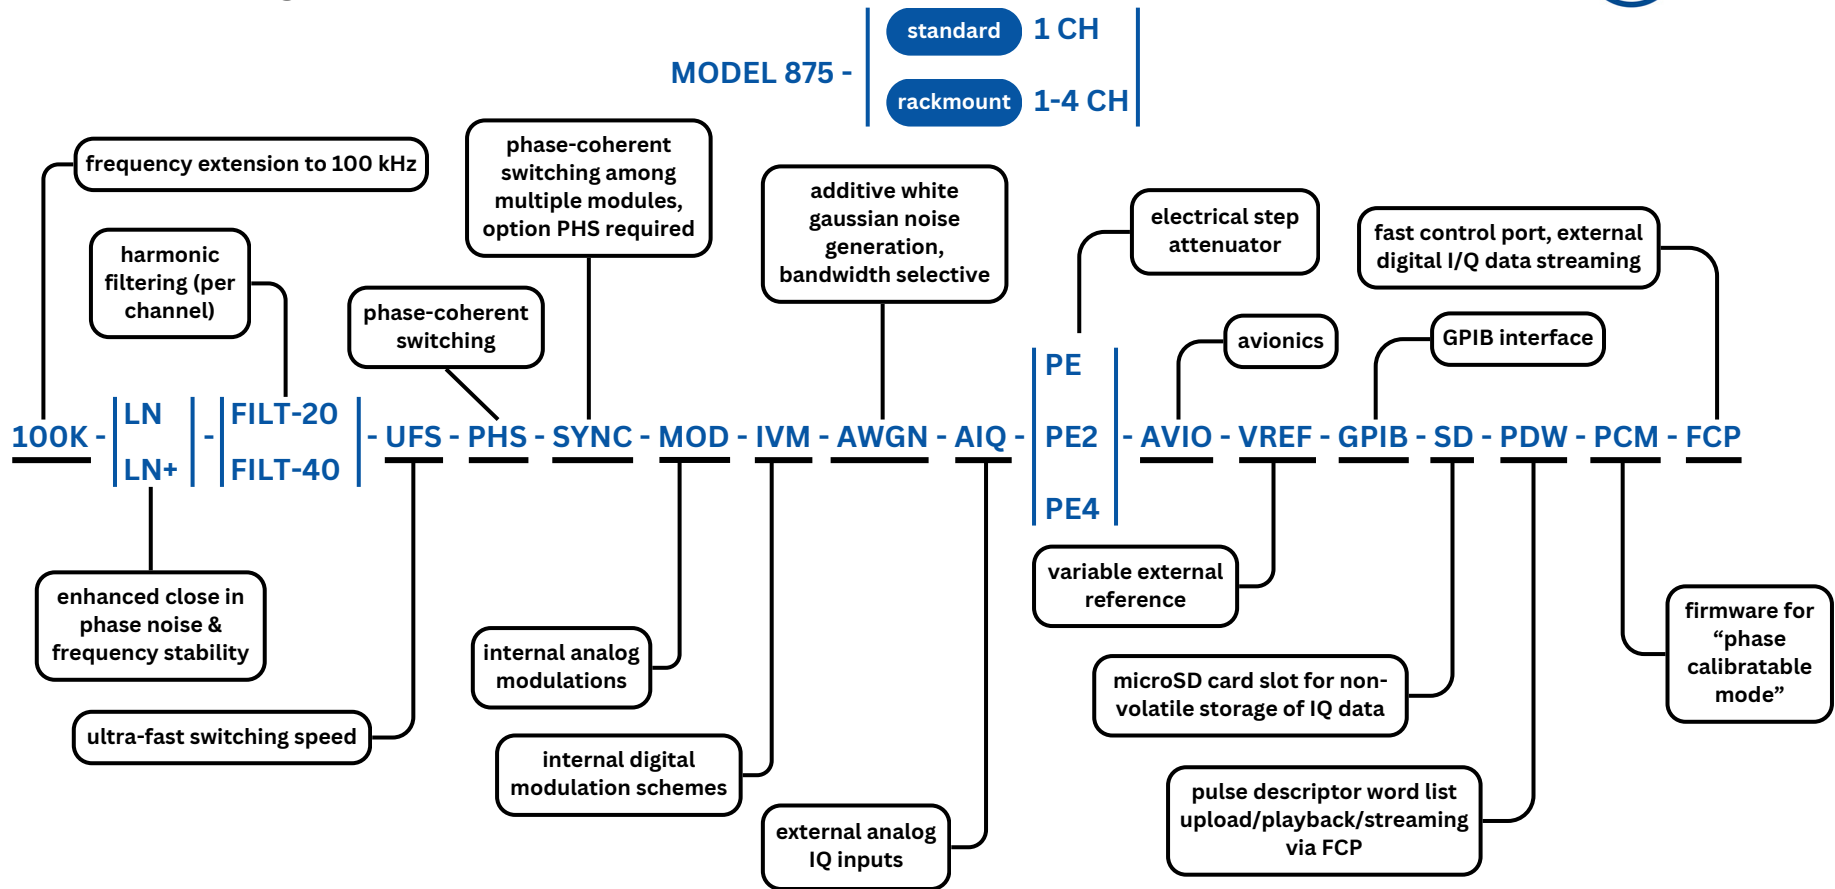 standard 1 CH
MODEL 875 -
rackmount 1-4 CH
frequency extension to 100 kHz
harmonic
filtering (per
channel)
phase-coherent
switching
phase-coherent
switching among
multiple modules,
option PHS required
additive white
gaussian noise
generation,
bandwidth selective
electrical step
attenuator
avionics
fast control port, external
digital I/Q data streaming
GPIB interface
100K - LN LN+ - FILT-20 FILT-40 - UFS - PHS - SYNC - MOD - IVM - AWGN - AIQ - PE PE2 PE4 - AVIO - VREF - GPIB - SD - PDW - PCM - FCP
enhanced close in
phase noise &
frequency stability
ultra-fast switching speed
internal analog
modulations
internal digital
modulation schemes
external analog
IQ inputs
variable external
reference
microSD card slot for non-
volatile storage of IQ data
pulse descriptor word list
upload/playback/streaming
via FCP
firmware for
“phase
calibratable
mode”